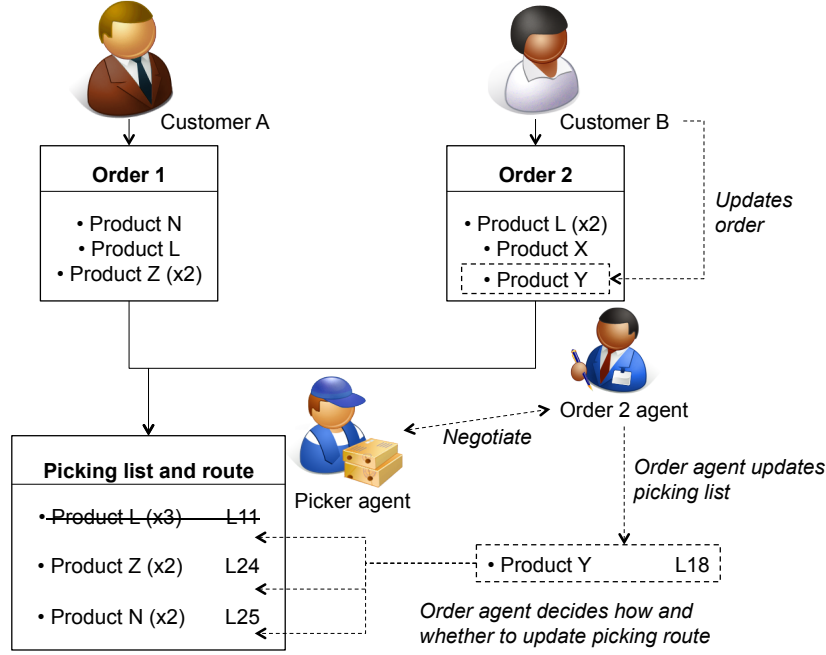 Customer A
Customer B
Order 1
• Product N
• Product L
• Product Z (x2)
Order 2
• Product L (x2)
• Product X
• Product Y
Updates
order
Order 2 agent
Negotiate
Picker agent
Order agent updates
picking list
Picking list and route
• Product L (x3) L11
• Product Z (x2) L24
• Product N (x2) L25
• Product Y L18
Order agent decides how and
whether to update picking route